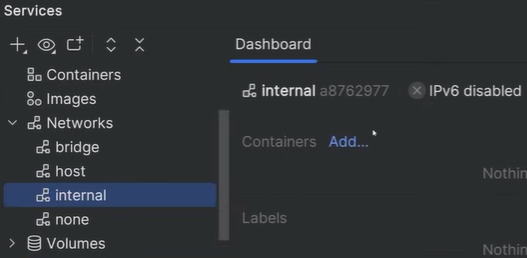 Services
Dashboard
Containers
internal a8762977 IPv6 disabled
Images
Networks
bridge
Containers Add...
host
internal
none
Labels
Volumes